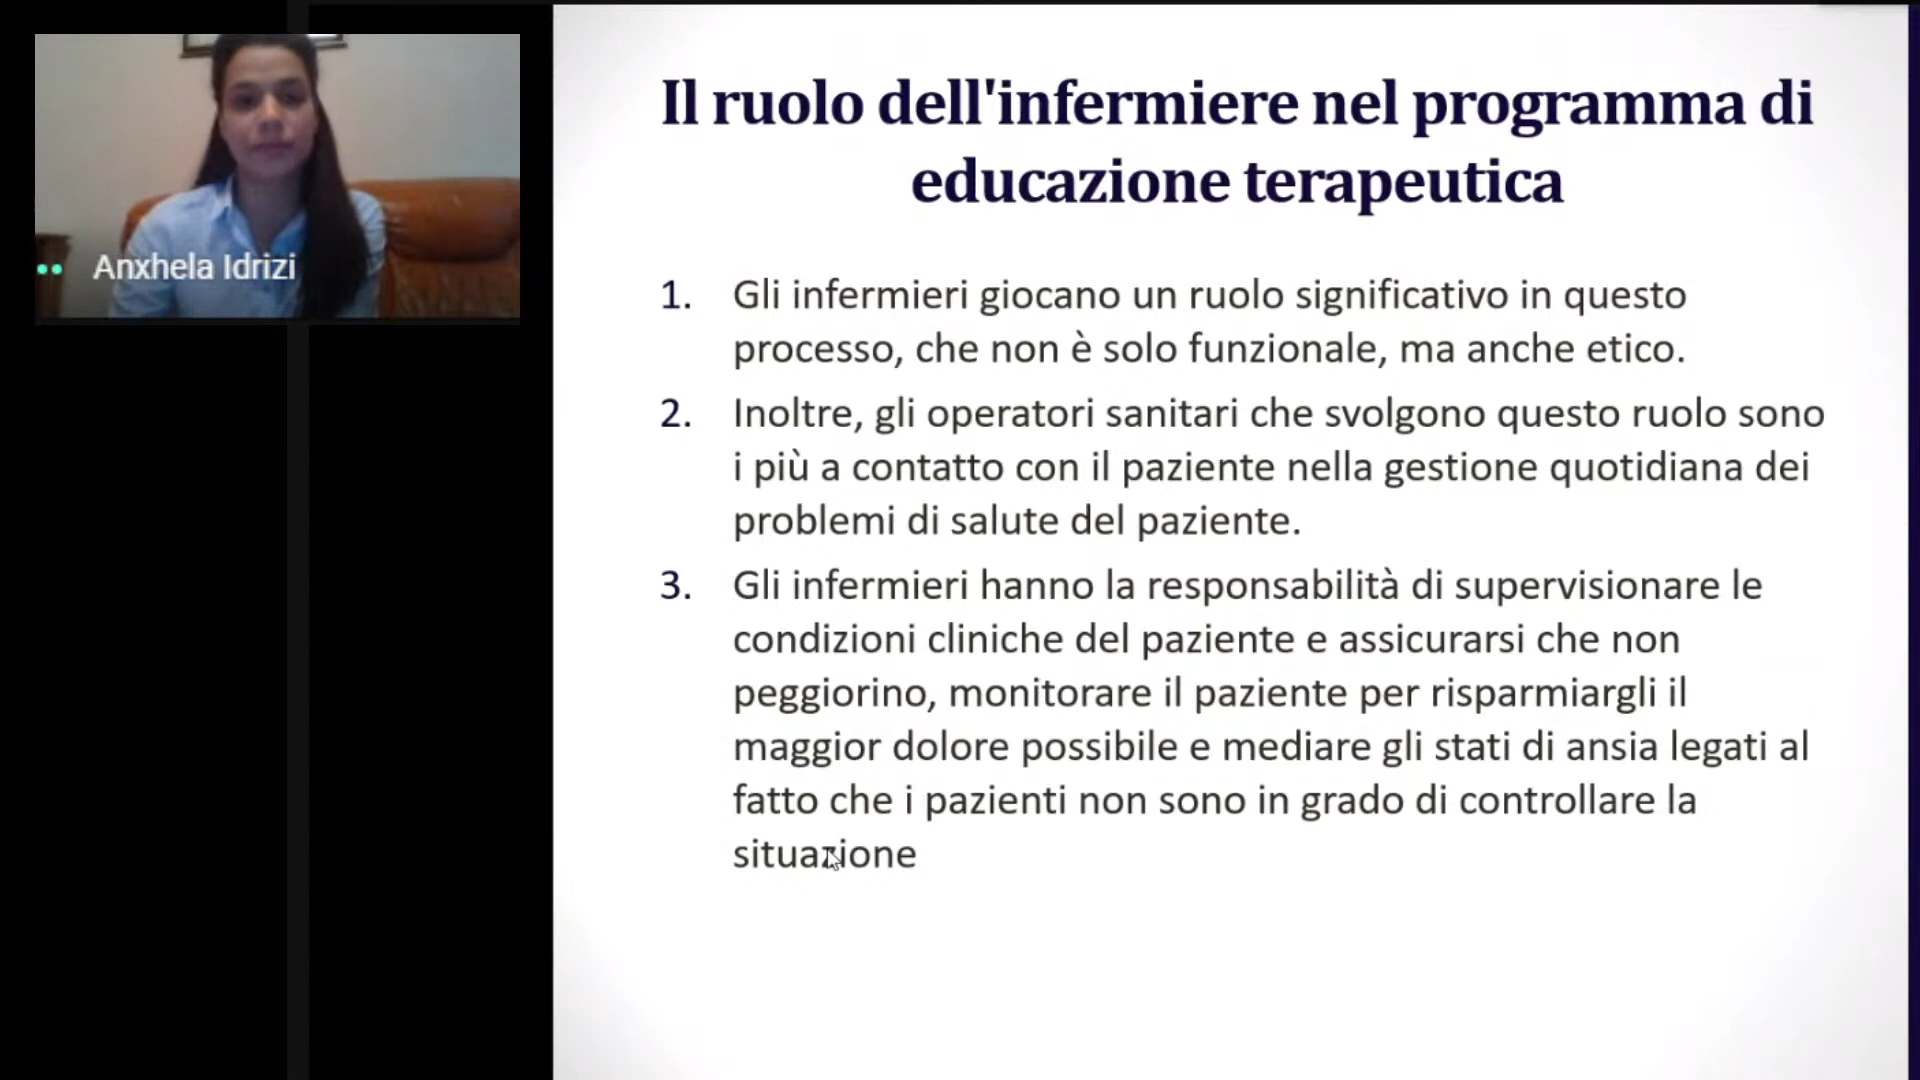 Anxhela Idrizi
Il ruolo dell'infermiere nel programma di
educazione terapeutica
1. Gli infermieri giocano un ruolo significativo in questo
processo, che non è solo funzionale, ma anche etico.
2. Inoltre, gli operatori sanitari che svolgono questo ruolo sono
i più a contatto con il paziente nella gestione quotidiana dei
problemi di salute del paziente.
3. Gli infermieri hanno la responsabilità di supervisionare le
condizioni cliniche del paziente e assicurarsi che non
peggiorino, monitorare il paziente per risparmiargli il
maggior dolore possibile e mediare gli stati di ansia legati al
fatto che i pazienti non sono in grado di controllare la
situazione